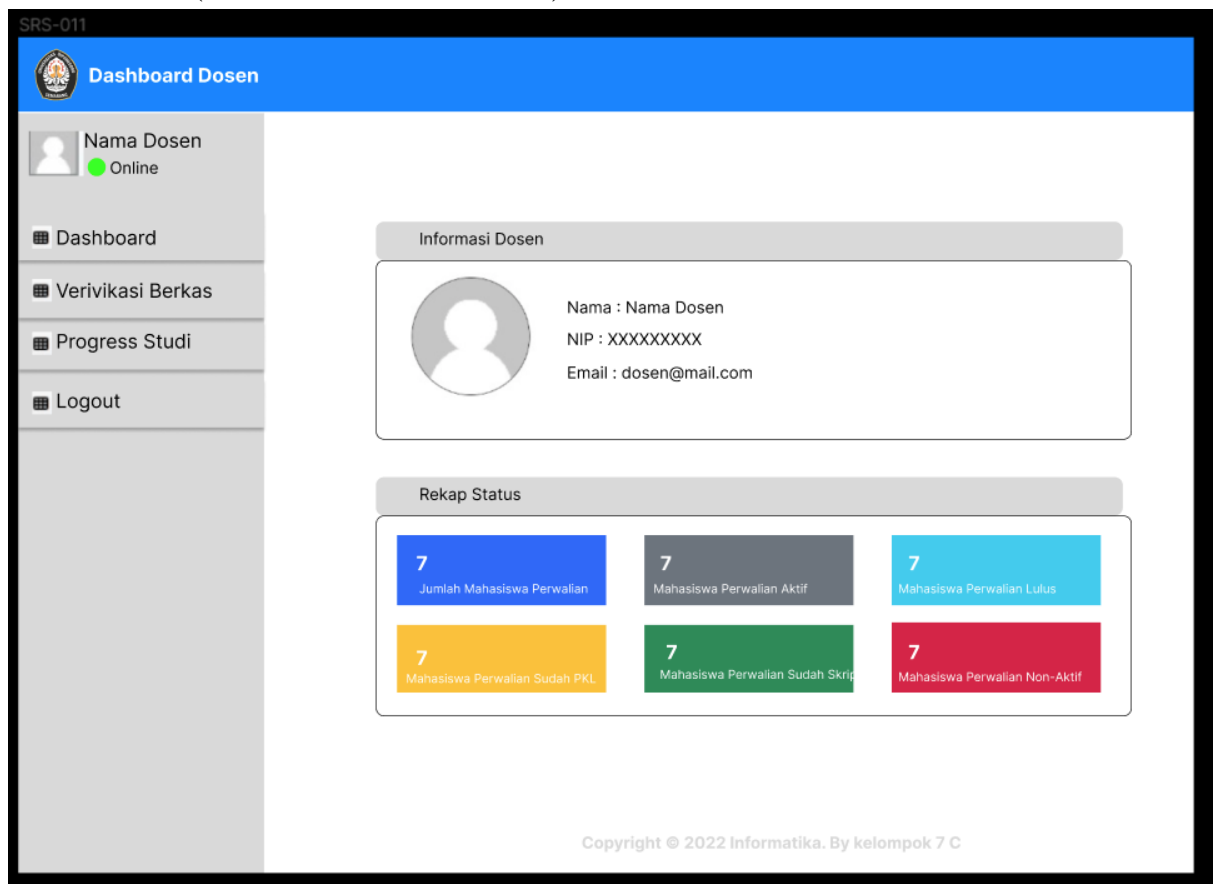 SRS-011
Dashboard Dosen
Nama Dosen
Online
Dashboard
Verivikasi Berkas
Progress Studi
Logout
Informasi Dosen
Nama : Nama Dosen
NIP : XXXXXXXXX
Email : dosen@mail.com
Rekap Status
7
Jumlah Mahasiswa Perwalian
7
Mahasiswa Perwalian Aktif
7
Mahasiswa Perwalian Lulus
7
Mahasiswa Perwalian Sudah PKL
7
Mahasiswa Perwalian Sudah Skrip
7
Mahasiswa Perwalian Non-Aktif
Copyright © 2022 Informatika. By kelompok 7 C